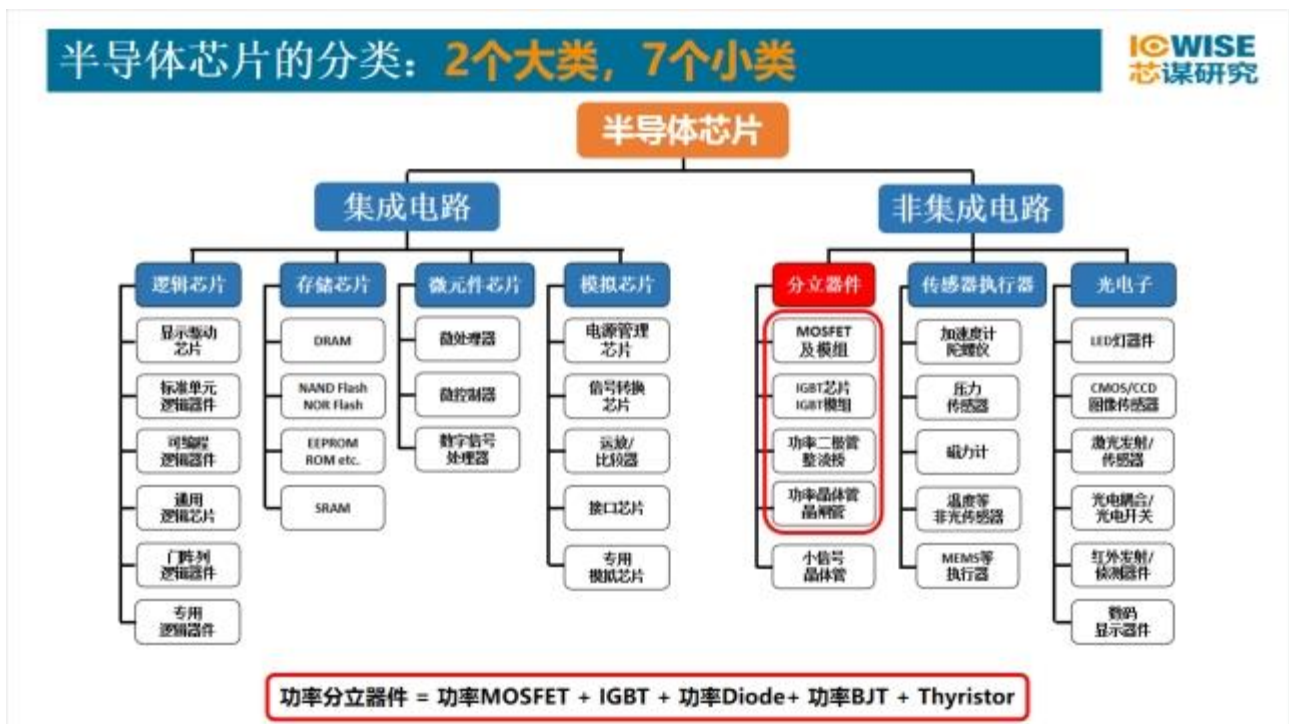 半导体芯片的分类：2个大类，7个小类
ICWISE
芯谋研究
半导体芯片
集成电路
非集成电路
逻辑芯片
存储芯片
微元件芯片
模拟芯片
分立器件
传感器执行器
光电子
显示驱动
芯片
标准单元
逻辑器件
可编程
逻辑器件
通用
逻辑芯片
门阵列
逻辑器件
专用
逻辑器件
DRAM
NAND Flash
NOR Flash
EEPROM
ROM etc.
SRAM
微处理器
微控制器
数字信号
处理器
电源管理
芯片
信号转换
芯片
运放/
比较器
接口芯片
专用
模拟芯片
MOSFET
及模组
IGBT芯片
IGBT模组
功率二极管
整流桥
功率晶体管
晶闸管
小信号
晶体管
加速度计
陀螺仪
压力
传感器
磁力计
温度等
非光传感器
MEMS等
执行器
LED灯器件
CMOS/CCD
图像传感器
激光发射/
传感器
光电耦合/
光电开关
红外发射/
侦测器件
数码
显示器件
功率分立器件 = 功率MOSFET + IGBT + 功率Diode+ 功率BJT + Thyristor